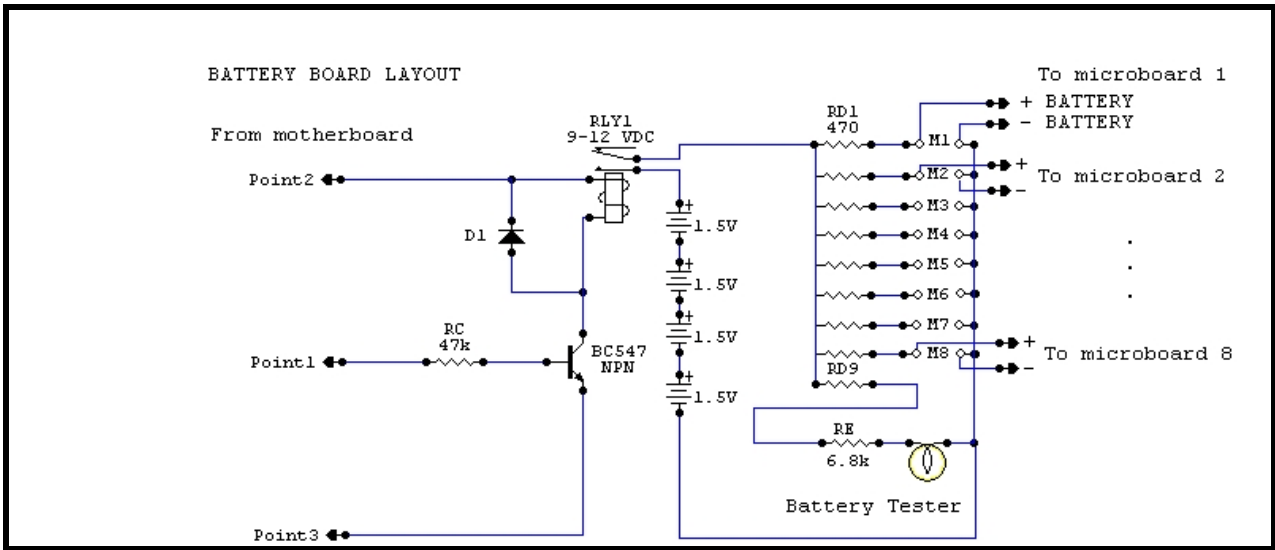 BATTERY BOARD LAYOUT
To microboard 1
+ BATTERY
- BATTERY
From motherboard
RLY1
9-12 VDC
RD1
470
M1
Point2
M2
+
-
To microboard 2
M3
D1
+
1.5V
M4
M5
+
1.5V
M6
RC
47k
+
1.5V
M7
Point1
BC547
NPN
M8
+
-
To microboard 8
RD9
+
1.5V
RE
6.8k
Battery Tester
Point3